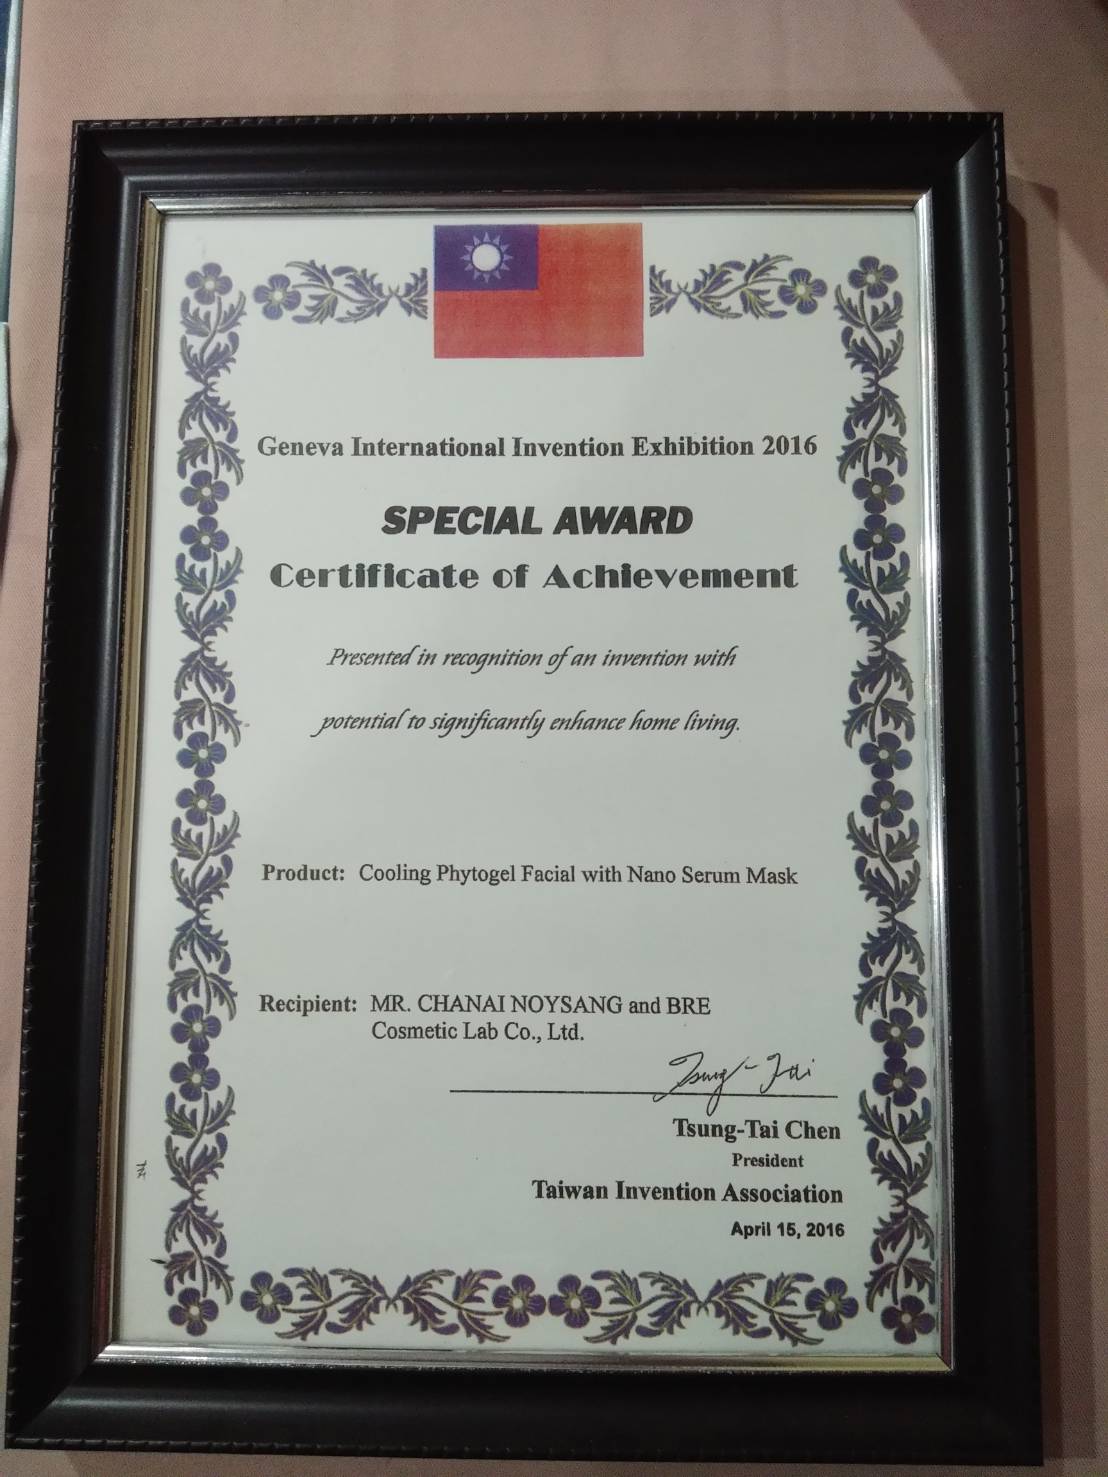 Geneva International Invention Exhibition 2016
SPECIAL AWARD
Certificate of Achievement
Presented in recognition of an invention with
potential to significantly enhance home living.
Product: Cooling Phytogel Facial with Nano Serum Mask
Recipient: MR. CHANAI NOYSANG and BRE
Cosmetic Lab Co., Ltd.
Tsung-Tai
Tsung-Tai Chen
President
Taiwan Invention Association
April 15, 2016